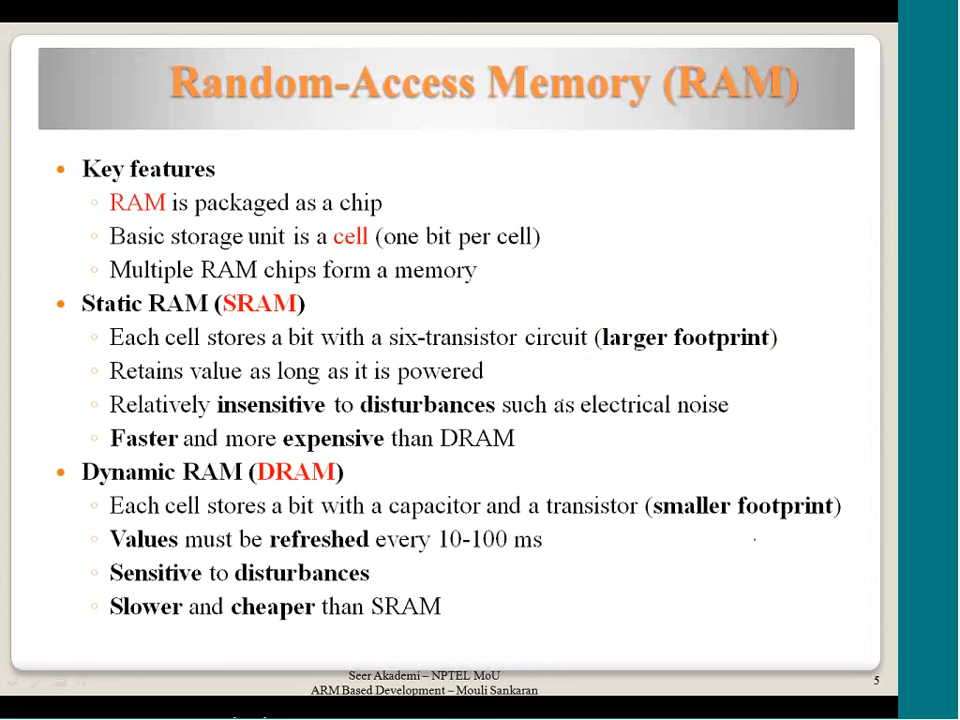 Random-Access Memory (RAM)
Key features
RAM is packaged as a chip
Basic storage unit is a cell (one bit per cell)
Multiple RAM chips form a memory
Static RAM (SRAM)
Each cell stores a bit with a six-transistor circuit (larger footprint)
Retains value as long as it is powered
Relatively insensitive to disturbances such as electrical noise
Faster and more expensive than DRAM
Dynamic RAM (DRAM)
Each cell stores a bit with a capacitor and a transistor (smaller footprint)
Values must be refreshed every 10-100 ms
Sensitive to disturbances
Slower and cheaper than SRAM
Seer Akademi – NPTEL MoU
ARM Based Development – Mouli Sankaran
5